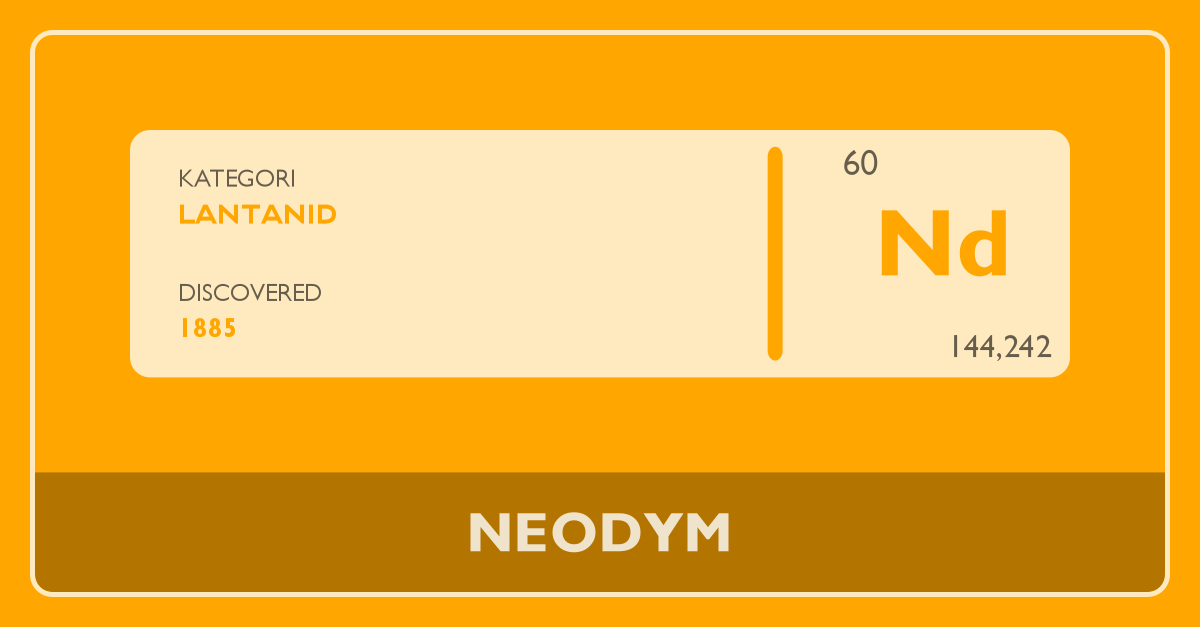 KATEGORI
LANTANID
DISCOVERED
1885
60
Nd
144,242
NEODYM